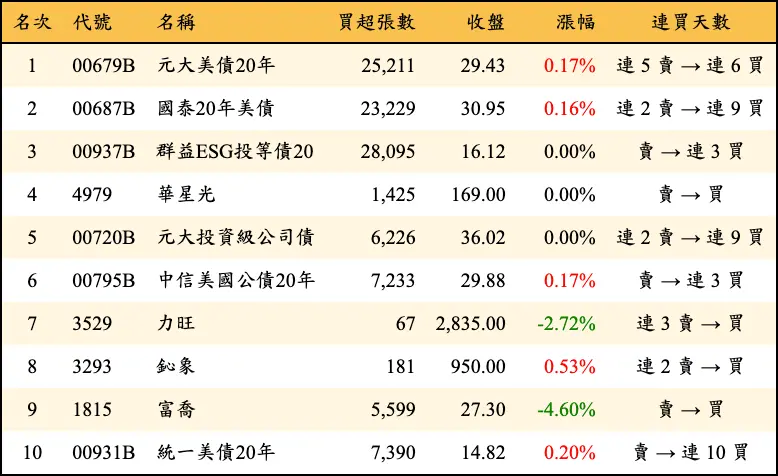 名次 代號 名稱 買超張數 收盤 漲幅 連買天數
1 00679B 元大美債20年 25,211 29.43 0.17% 連 5 賣 → 連 6 買
2 00687B 國泰20年美債 23,229 30.95 0.16% 連 2 賣 → 連 9 買
3 00937B 群益ESG投等債20 28,095 16.12 0.00% 賣 → 連 3 買
4 4979 華星光 1,425 169.00 0.00% 賣 → 買
5 00720B 元大投資級公司債 6,226 36.02 0.00% 連 2 賣 → 連 9 買
6 00795B 中信美國公債20年 7,233 29.88 0.17% 賣 → 連 3 買
7 3529 力旺 67 2,835.00 -2.72% 連 3 賣 → 買
8 3293 鈊象 181 950.00 0.53% 連 2 賣 → 買
9 1815 富喬 5,599 27.30 -4.60% 賣 → 買
10 00931B 統一美債20年 7,390 14.82 0.20% 賣 → 連 10 買